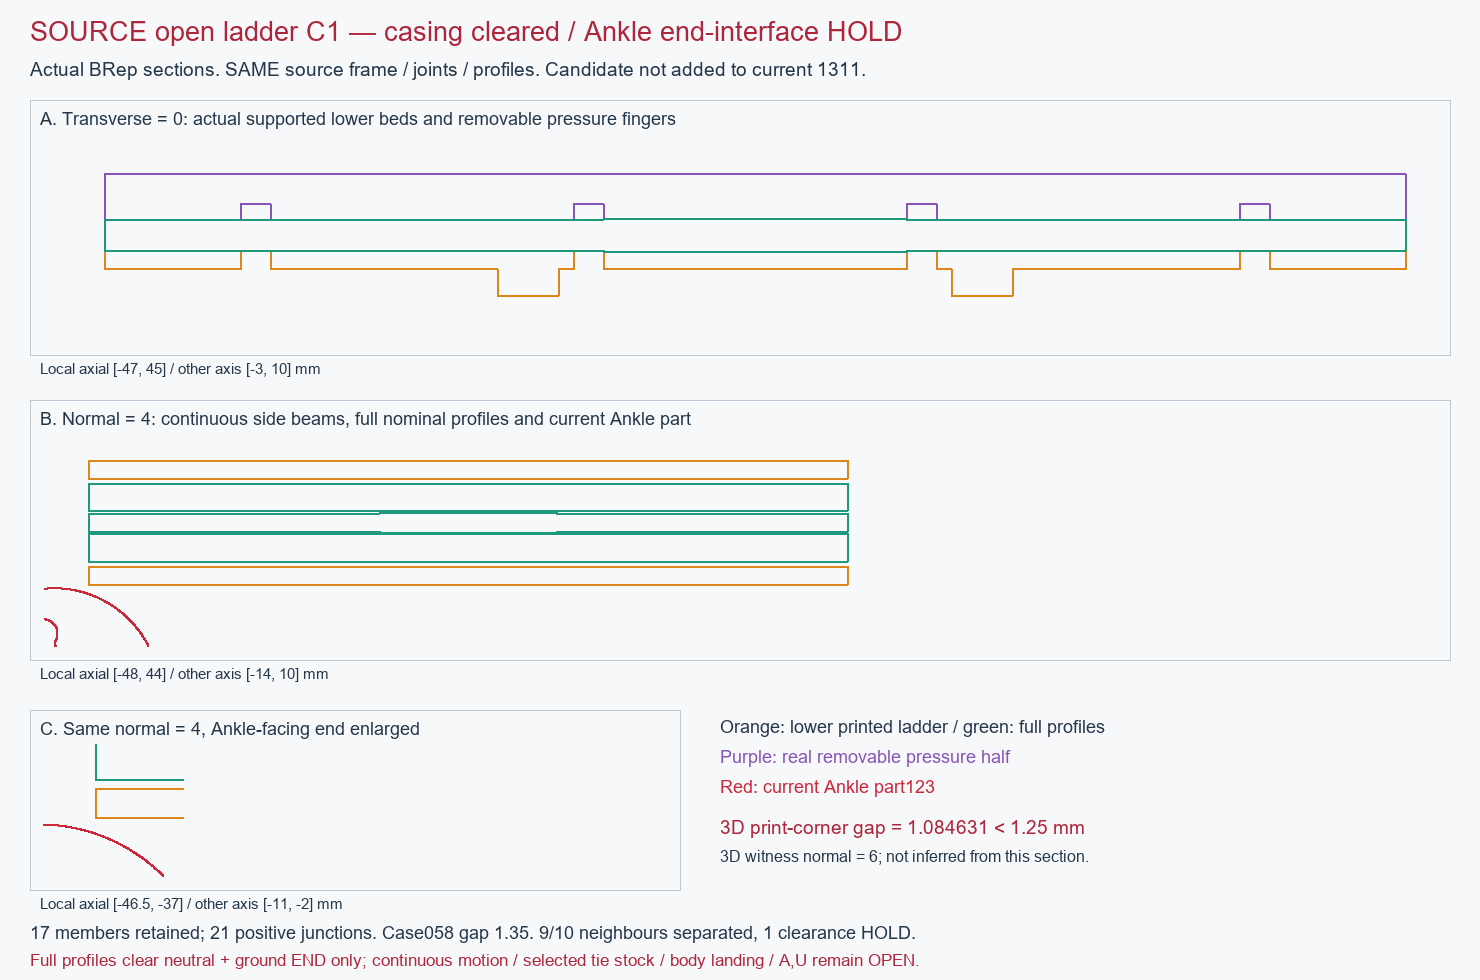 SOURCE open ladder C1 — casing cleared / Ankle end-interface HOLD
Actual BRep sections. SAME source frame / joints / profiles. Candidate not added to current 1311.
A. Transverse = 0: actual supported lower beds and removable pressure fingers
Local axial [-47, 45] / other axis [-3, 10] mm
B. Normal = 4: continuous side beams, full nominal profiles and current Ankle part
Local axial [-48, 44] / other axis [-14, 10] mm
C. Same normal = 4, Ankle-facing end enlarged
Local axial [-46.5, -37] / other axis [-11, -2] mm
Orange: lower printed ladder / green: full profiles
Purple: real removable pressure half
Red: current Ankle part123
3D print-corner gap = 1.084631 < 1.25 mm
3D witness normal = 6; not inferred from this section.
17 members retained; 21 positive junctions. Case058 gap 1.35. 9/10 neighbours separated, 1 clearance HOLD.
Full profiles clear neutral + ground END only; continuous motion / selected tie stock / body landing / A,U remain OPEN.